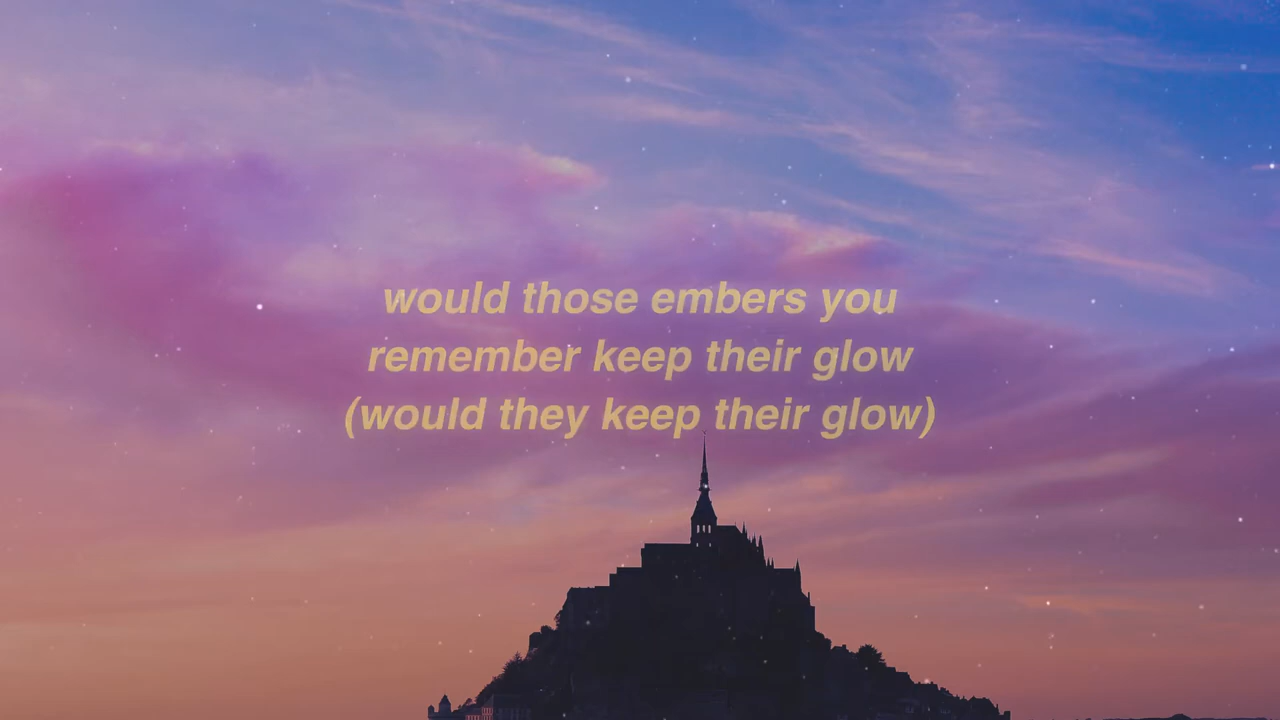 would those embers you
remember keep their glow
(would they keep their glow)